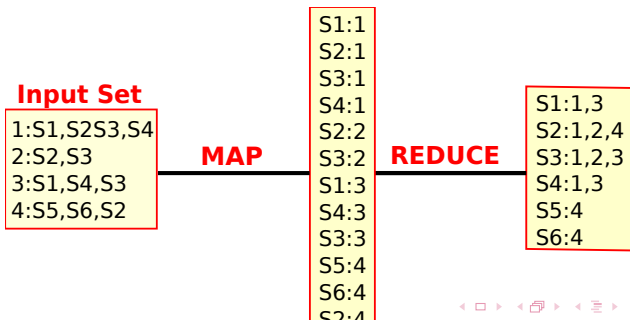 Input Set
1:S1,S2S3,S4
2:S2,S3
3:S1,S4,S3
4:S5,S6,S2
MAP
S1:1
S2:1
S3:1
S4:1
S2:2
S3:2
S1:3
S4:3
S3:3
S5:4
S6:4
S2:4
REDUCE
S1:1,3
S2:1,2,4
S3:1,2,3
S4:1,3
S5:4
S6:4